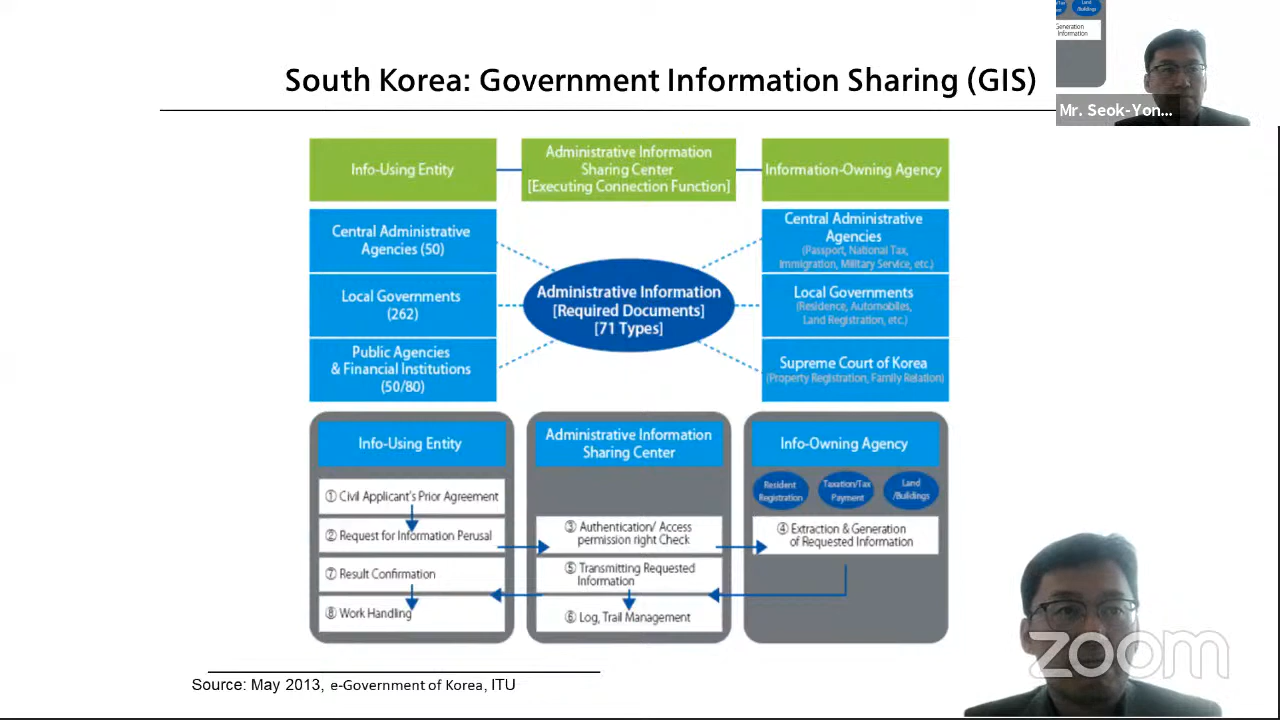 Land
/Buildings
Generation
Information
Mr. Seok-Yon...
South Korea: Government Information Sharing (GIS)
Info-Using Entity
Administrative Information
Sharing Center
[Executing Connection Function]
Information-Owning Agency
Central Administrative
Agencies (50)
Local Governments
(262)
Public Agencies
& Financial Institutions
(50/80)
Administrative Information
[Required Documents]
[71 Types]
Central Administrative
Agencies
(Passport, National Tax,
Immigration, Military Service, etc.)
Local Governments
(Residence, Automobiles,
Land Registration, etc.)
Supreme Court of Korea
(Property Registration, Family Relation)
Info-Using Entity
① Civil Applicant's Prior Agreement
② Request for Information Perusal
⑦ Result Confirmation
⑧ Work Handling
Administrative Information
Sharing Center
③ Authentication/ Access
permission right Check
⑤ Transmitting Requested
Information
⑥ Log, Trail Management
Info-Owning Agency
Resident
Registration
Taxation/Tax
Payment
Land
/Buildings
④ Extraction & Generation
of Requested Information
Source: May 2013, e-Government of Korea, ITU
zoom